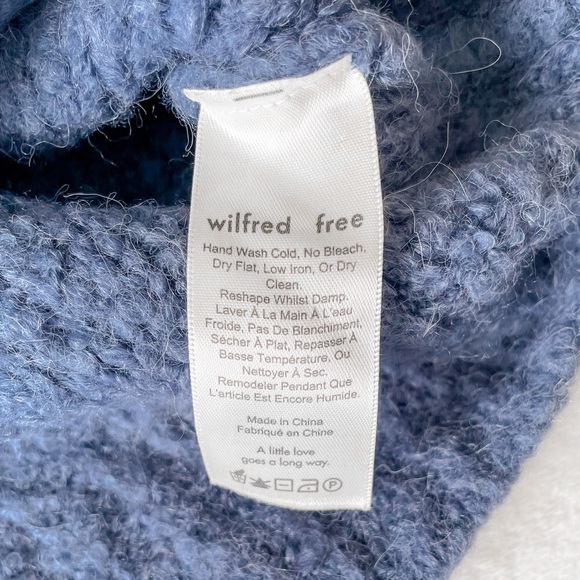 wilfred free
Hand Wash Cold, No Bleach,
Dry Flat, Low Iron, Or Dry
Clean.
Reshape Whilst Damp.
Laver À La Main À L'eau
Froide, Pas De Blanchiment,
Sécher À Plat, Repasser À
Basse Température, Ou
Nettoyer À Sec.
Remodeler Pendant Que
L'article Est Encore Humide.
Made in China
Fabriqué en Chine
A little love
goes a long way.